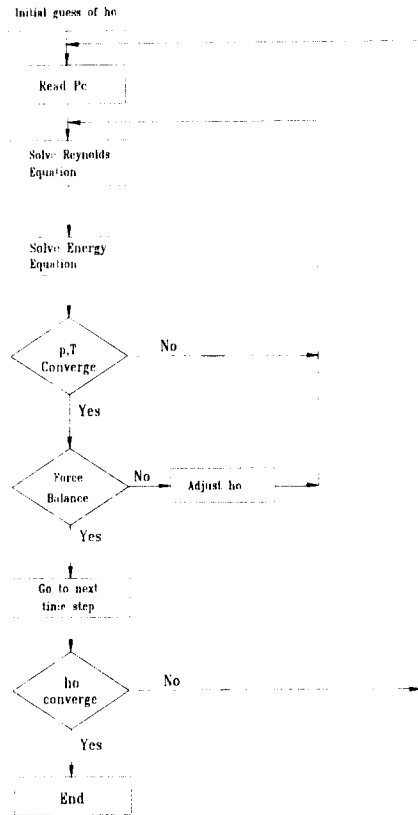 Initial guess of ho
Read Pc
Solve Reynolds
Equation
Solve Energy
Equation
p,T
Converge
No
Yes
Force
Balance
No
Adjust ho
Yes
Go to next
time step
ho
converge
No
Yes
End